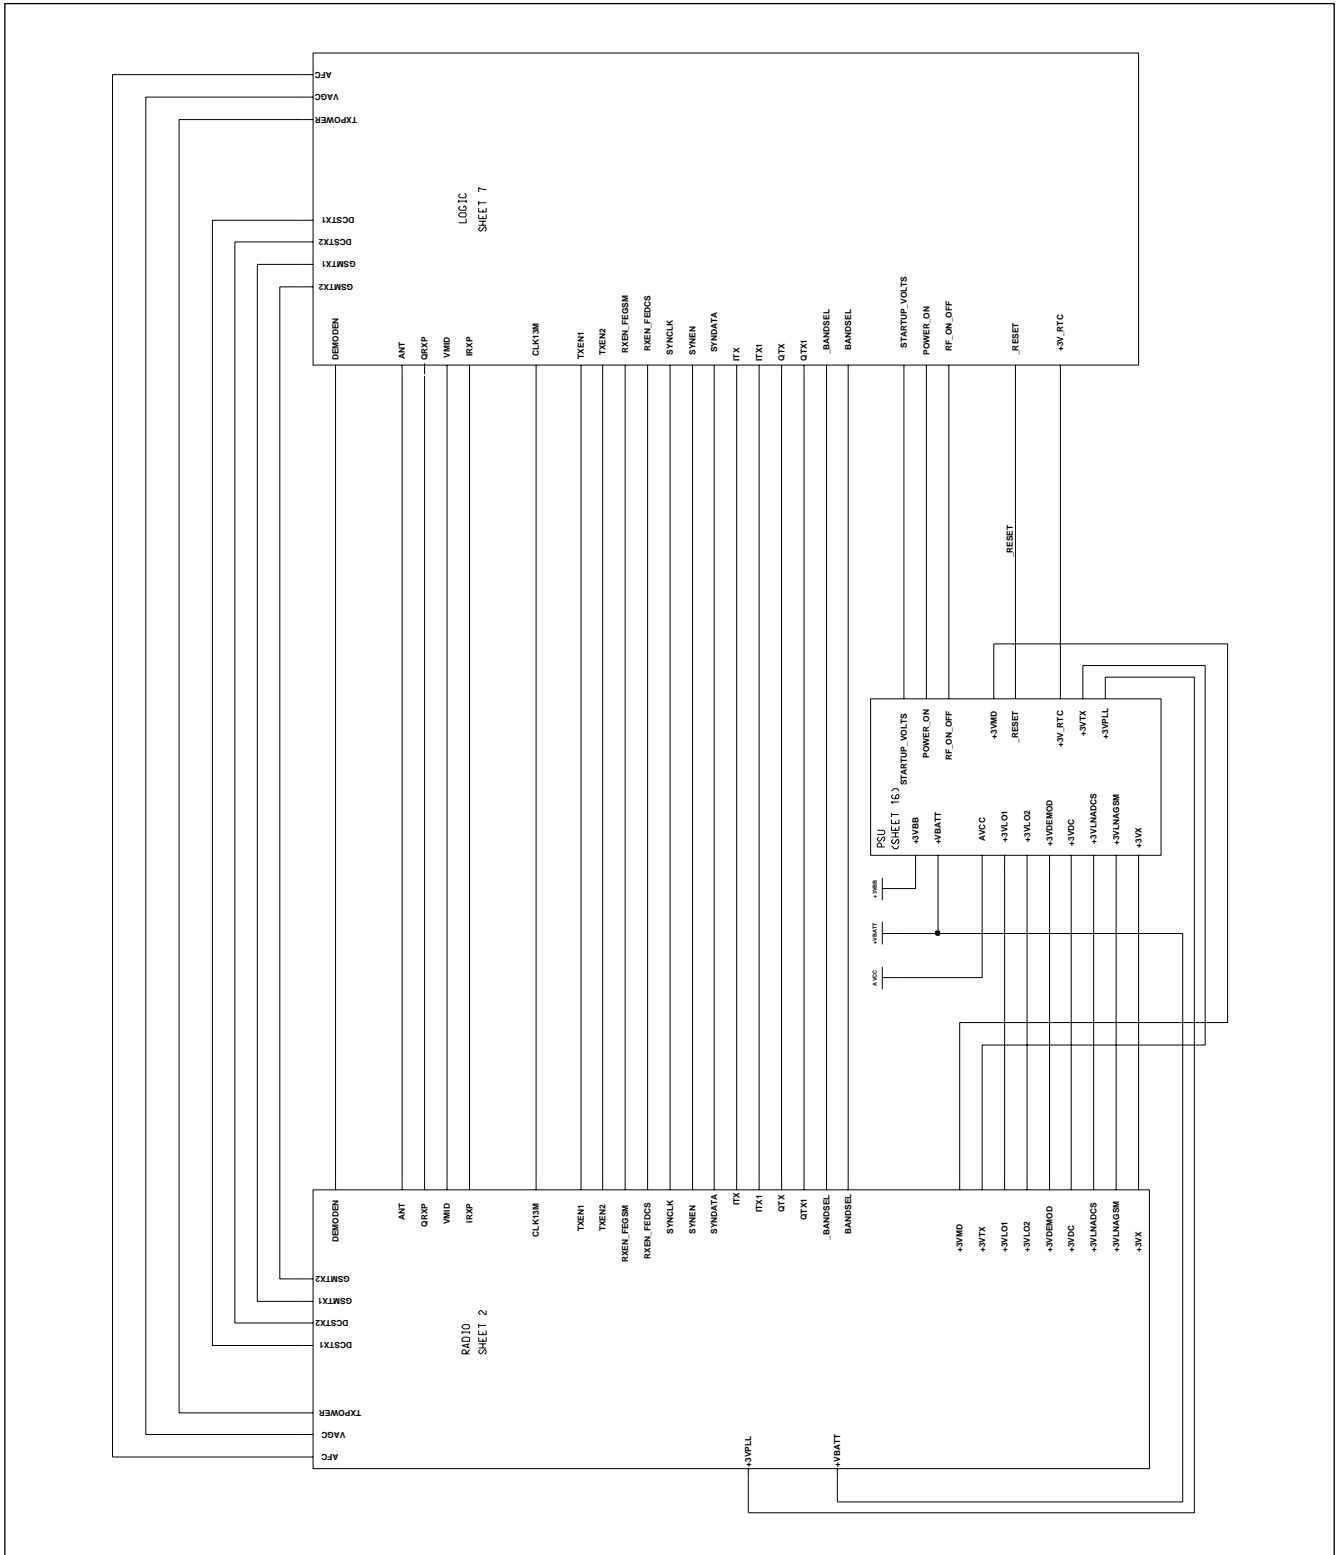 AFC
VAGC
TXPOWER
DCSTX1
DCSTX2
GSMTX1
GSMTX2
LOGIC
SHEET 7
DEMODEN
ANT
QRXP
VMID
IRXP
CLK13M
TXEN1
TXEN2
RXEN_FEGSM
RXEN_FEDCS
SYNCLK
SYNEN
SYNDATA
ITX
ITX1
QTX
QTX1
_BANDSEL
BANDSEL
STARTUP_VOLTS
POWER_ON
RF_ON_OFF
_RESET
+3V_RTC
_RESET
STARTUP_VOLTS
POWER_ON
RF_ON_OFF
+3VMD
_RESET
+3V_RTC
+3VTX
+3VPLL
PSU
(SHEET 16)
+3VBB
+VBATT
AVCC
+3VLO1
+3VLO2
+3VDEMOD
+3VDC
+3VLNADCS
+3VLNAGSM
+3VX
+3VBB
+VBATT
AVCC
DEMODEN
ANT
QRXP
VMID
IRXP
CLK13M
TXEN1
TXEN2
RXEN_FEGSM
RXEN_FEDCS
SYNCLK
SYNEN
SYNDATA
ITX
ITX1
QTX
QTX1
_BANDSEL
BANDSEL
+3VMD
+3VTX
+3VLO1
+3VLO2
+3VDEMOD
+3VDC
+3VLNADCS
+3VLNAGSM
+3VX
GSMTX2
GSMTX1
DCSTX2
DCSTX1
RADIO
SHEET 2
TXPOWER
VAGC
AFC
+3VPLL
+VBATT